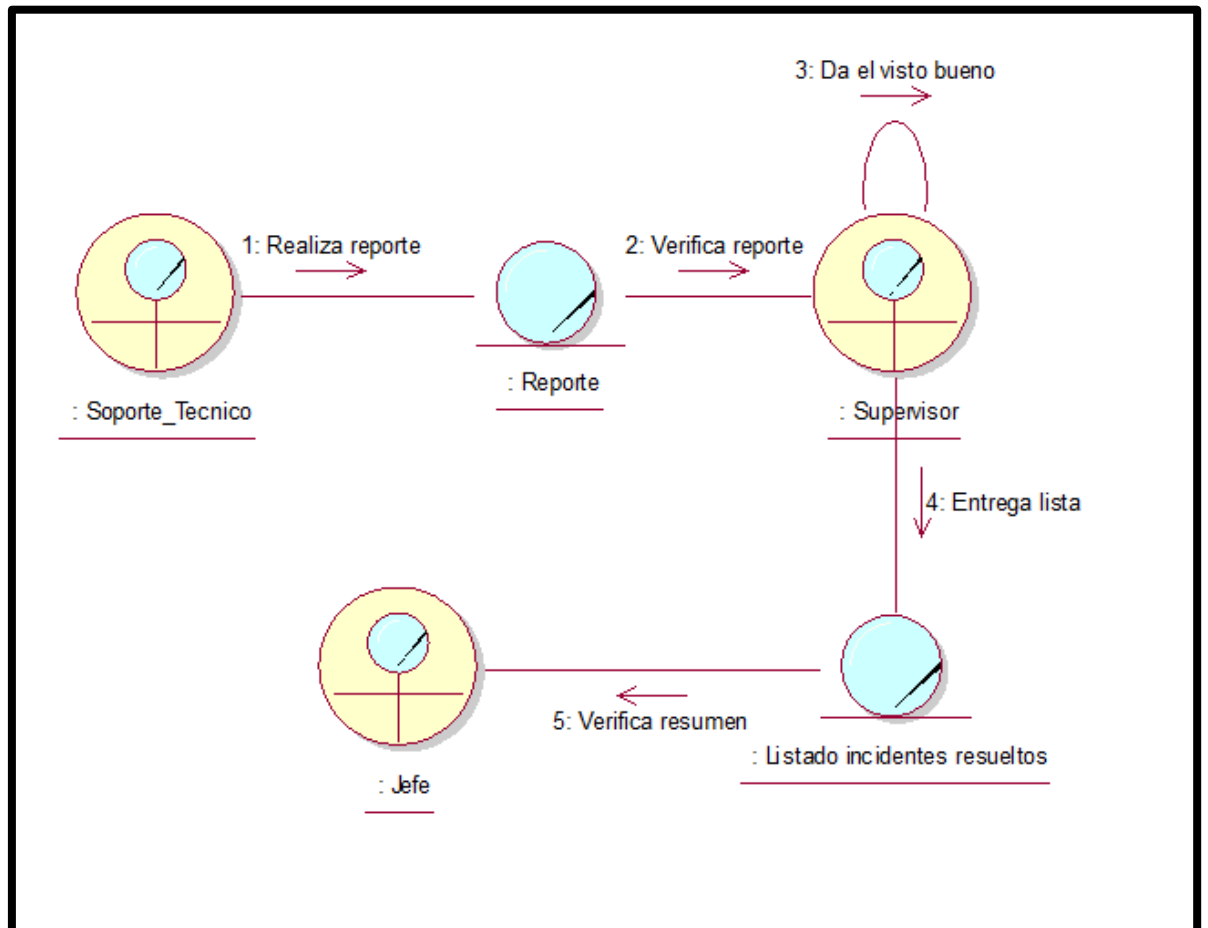 3: Da el visto bueno
1: Realiza reporte
2: Verifica reporte
: Reporte
: Soporte_Tecnico
: Supervisor
4: Entrega lista
5: Verifica resumen
: Listado incidentes resueltos
: Jefe